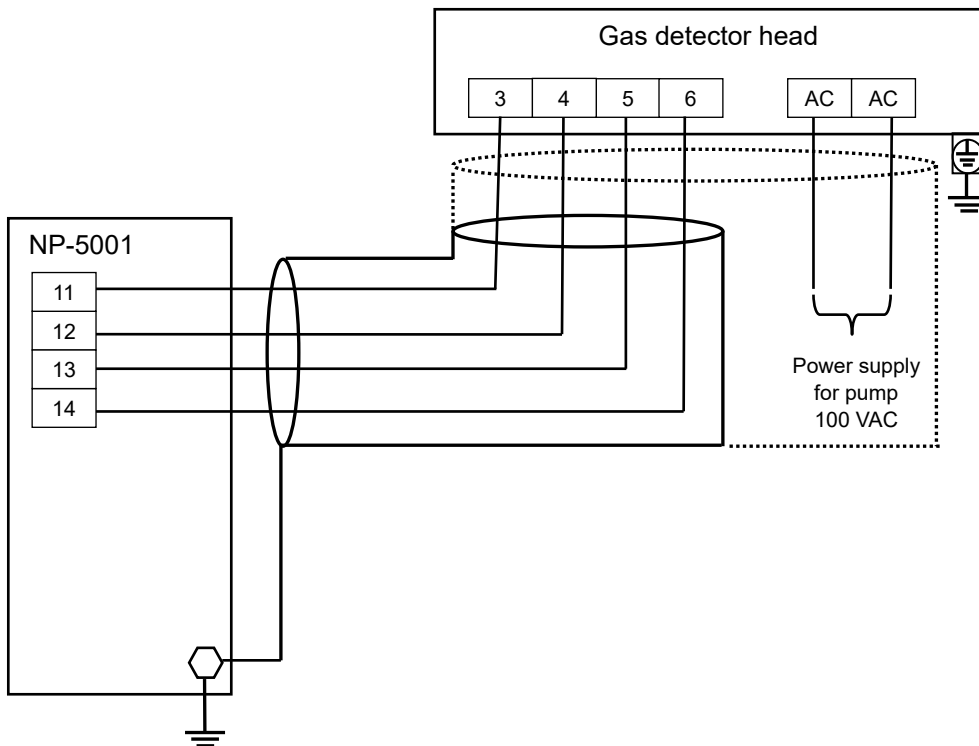 Gas detector head
3 4 5 6 AC AC
NP-5001
11
12
13
14
Power supply
for pump
100 VAC